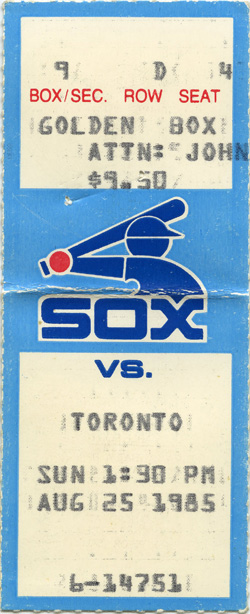 9 D 4
BOX/SEC. ROW SEAT
GOLDEN BOX
ATTN: "JOHN
$9.50
SOX
VS.
TORONTO
SUN 1:30 PM
AUG 25 1985
6-14751